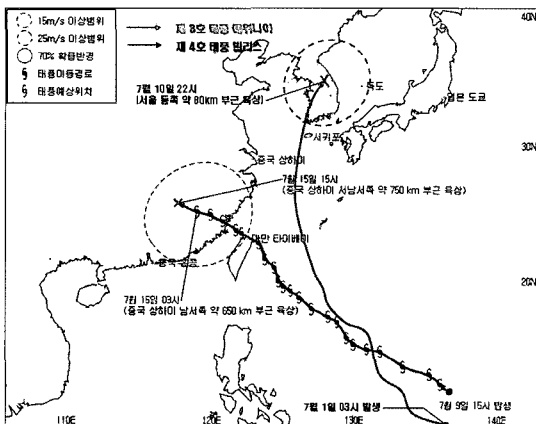 15m/s 이상범위
25m/s 이상범위
70% 확률반경
태풍이동경로
태풍예상위치
제 3호 태풍
제 4호 태풍 빌리스
40N
7월 10일 22시
(서울 동쪽 약 80km 부근 육상)
독도
일본 도쿄
서귀포
30N
중국 상하이
7월 15일 15시
(중국 상하이 서남서쪽 약 750 km 부근 육상)
타이베이
중국 홍콩
20N
7월 15일 03시
(중국 상하이 남서쪽 약 650 km 부근 육상)
7월 1일 03시 발생
7월 9일 15시 발생
110E
120E
130E
140E